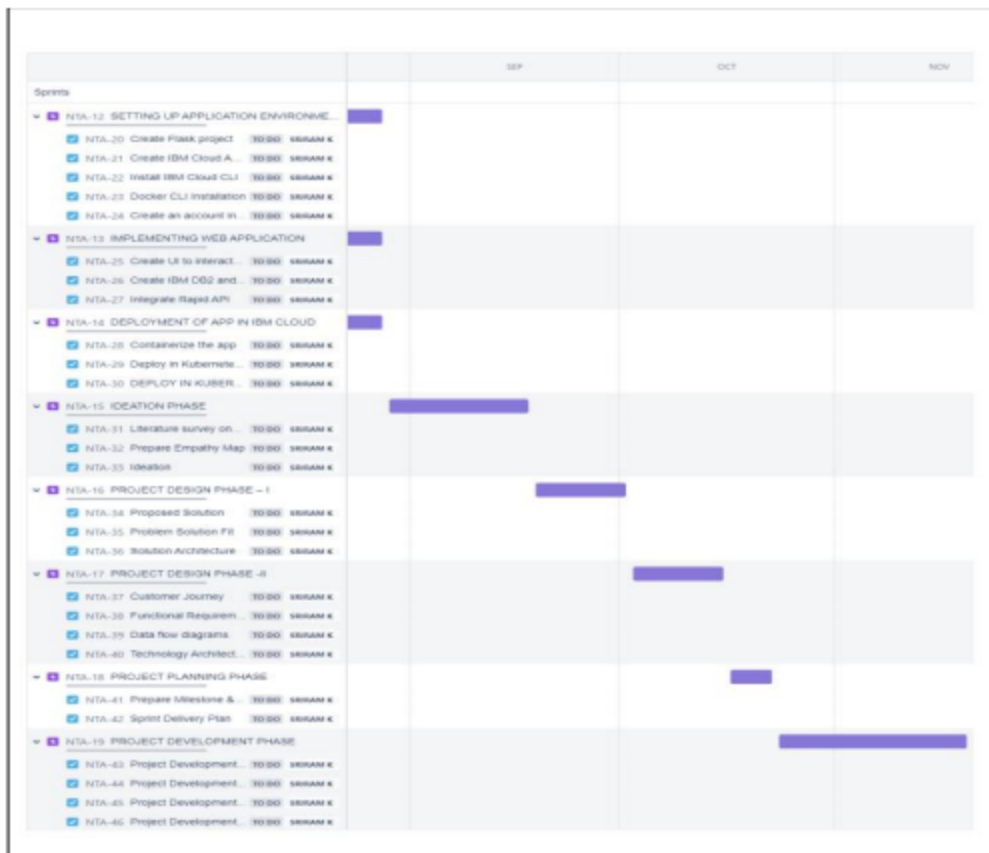 SEP OCT NOV
Sprints
NTA-12 SETTING UP APPLICATION ENVIRONME...
NTA-20 Create Flask project TO DO SRIRAM K
NTA-21 Create IBM Cloud A... TO DO SRIRAM K
NTA-22 Install IBM Cloud CLI TO DO SRIRAM K
NTA-23 Docker CLI Installation TO DO SRIRAM K
NTA-24 Create an account in... TO DO SRIRAM K
NTA-13 IMPLEMENTING WEB APPLICATION
NTA-25 Create UI to interact... TO DO SRIRAM K
NTA-26 Create IBM DB2 and... TO DO SRIRAM K
NTA-27 Integrate Rapid API TO DO SRIRAM K
NTA-14 DEPLOYMENT OF APP IN IBM CLOUD
NTA-28 Containerize the app TO DO SRIRAM K
NTA-29 Deploy in Kubernete... TO DO SRIRAM K
NTA-30 DEPLOY IN KUBER... TO DO SRIRAM K
NTA-15 IDEATION PHASE
NTA-31 Literature survey on... TO DO SRIRAM K
NTA-32 Prepare Empathy Map TO DO SRIRAM K
NTA-33 Ideation TO DO SRIRAM K
NTA-16 PROJECT DESIGN PHASE – I
NTA-34 Proposed Solution TO DO SRIRAM K
NTA-35 Problem Solution Fit TO DO SRIRAM K
NTA-36 Solution Architecture TO DO SRIRAM K
NTA-17 PROJECT DESIGN PHASE -II
NTA-37 Customer Journey TO DO SRIRAM K
NTA-38 Functional Requirem... TO DO SRIRAM K
NTA-39 Data flow diagrams TO DO SRIRAM K
NTA-40 Technology Architect... TO DO SRIRAM K
NTA-18 PROJECT PLANNING PHASE
NTA-41 Prepare Milestone &... TO DO SRIRAM K
NTA-42 Sprint Delivery Plan TO DO SRIRAM K
NTA-19 PROJECT DEVELOPMENT PHASE
NTA-43 Project Development... TO DO SRIRAM K
NTA-44 Project Development... TO DO SRIRAM K
NTA-45 Project Development... TO DO SRIRAM K
NTA-46 Project Development... TO DO SRIRAM K